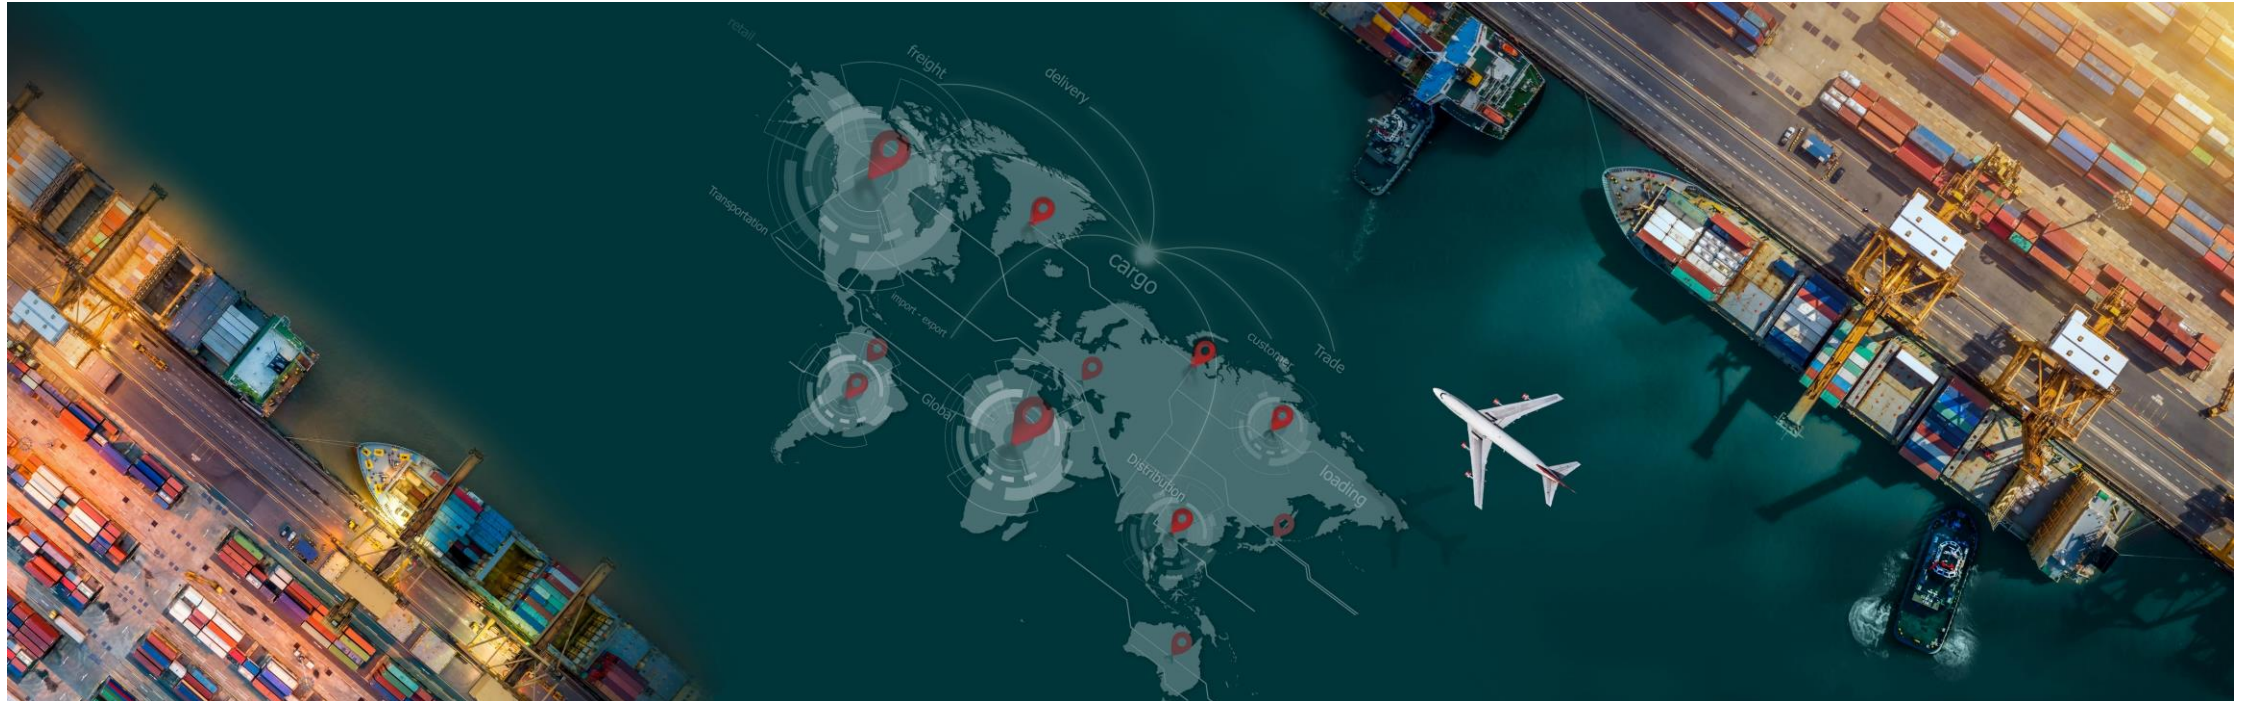 retail
freight
delivery
Transportation
cargo
import - export
customer
Trade
Global
Distribution
loading